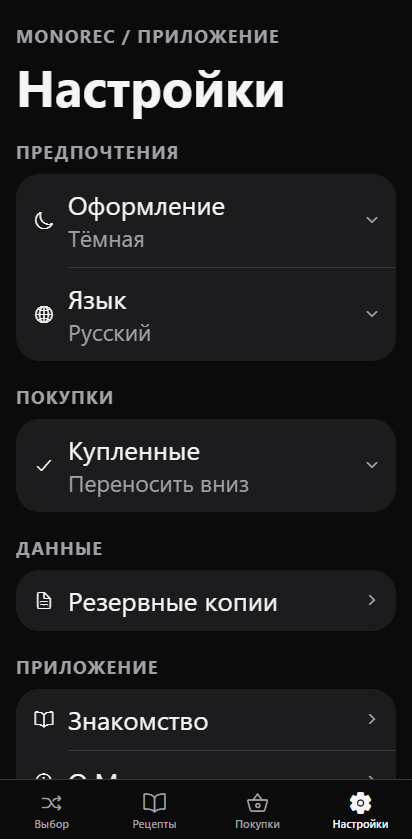 MONOREC / ПРИЛОЖЕНИЕ
Настройки
ПРЕДПОЧТЕНИЯ
Оформление
Тёмная
Язык
Русский
ПОКУПКИ
Купленные
Переносить вниз
ДАННЫЕ
Резервные копии
ПРИЛОЖЕНИЕ
Знакомство
Выбор
Рецепты
Покупки
Настройки